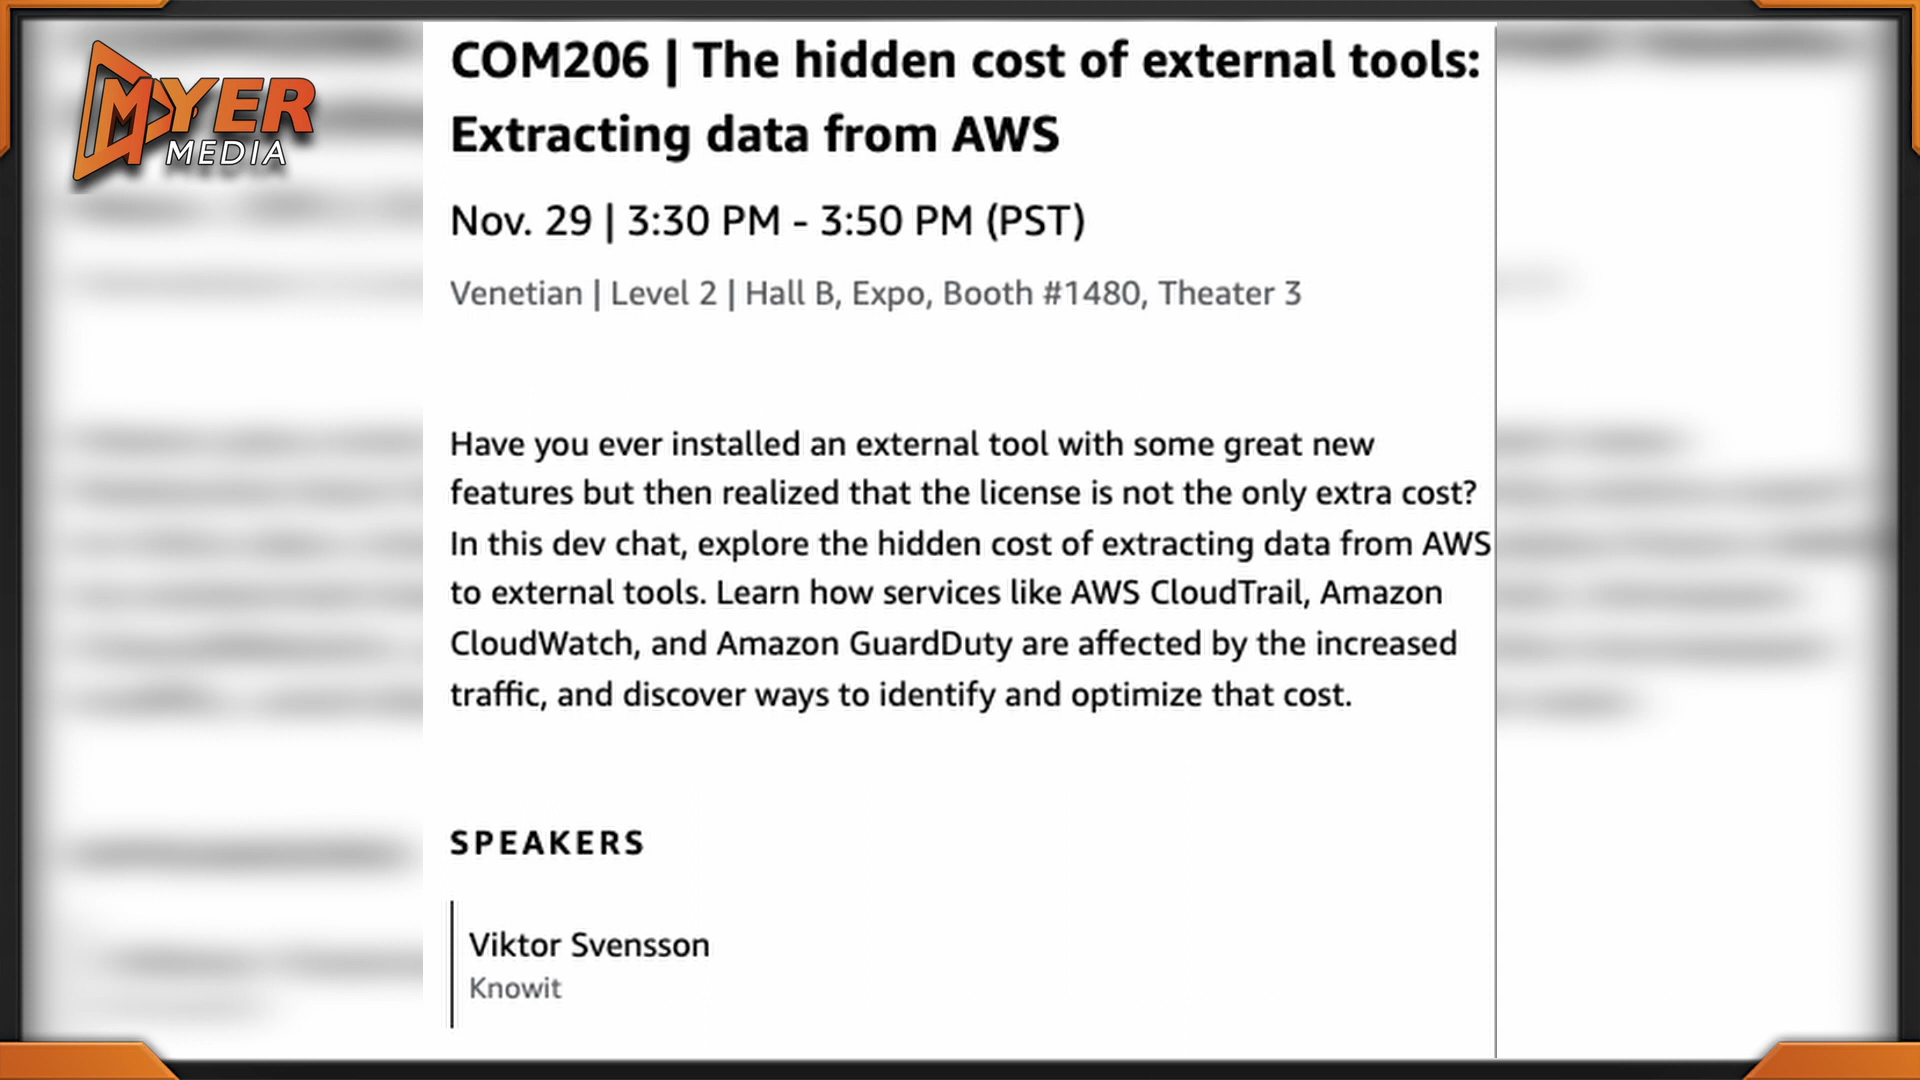 MYER
MEDIA
COM206 | The hidden cost of external tools:
Extracting data from AWS
Nov. 29 | 3:30 PM - 3:50 PM (PST)
Venetian | Level 2 | Hall B, Expo, Booth #1480, Theater 3
Have you ever installed an external tool with some great new
features but then realized that the license is not the only extra cost?
In this dev chat, explore the hidden cost of extracting data from AWS
to external tools. Learn how services like AWS CloudTrail, Amazon
CloudWatch, and Amazon GuardDuty are affected by the increased
traffic, and discover ways to identify and optimize that cost.
SPEAKERS
Viktor Svensson
Knowit